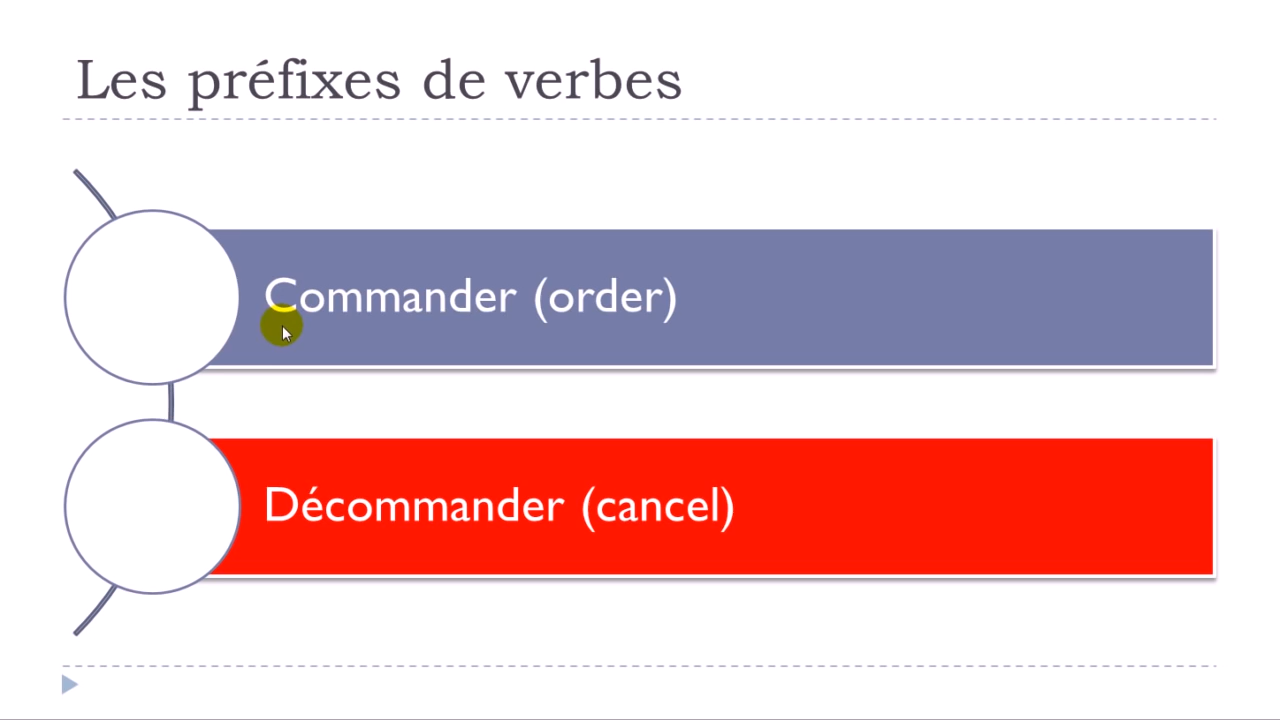 Les préfixes de verbes
Commander (order)
Décommander (cancel)